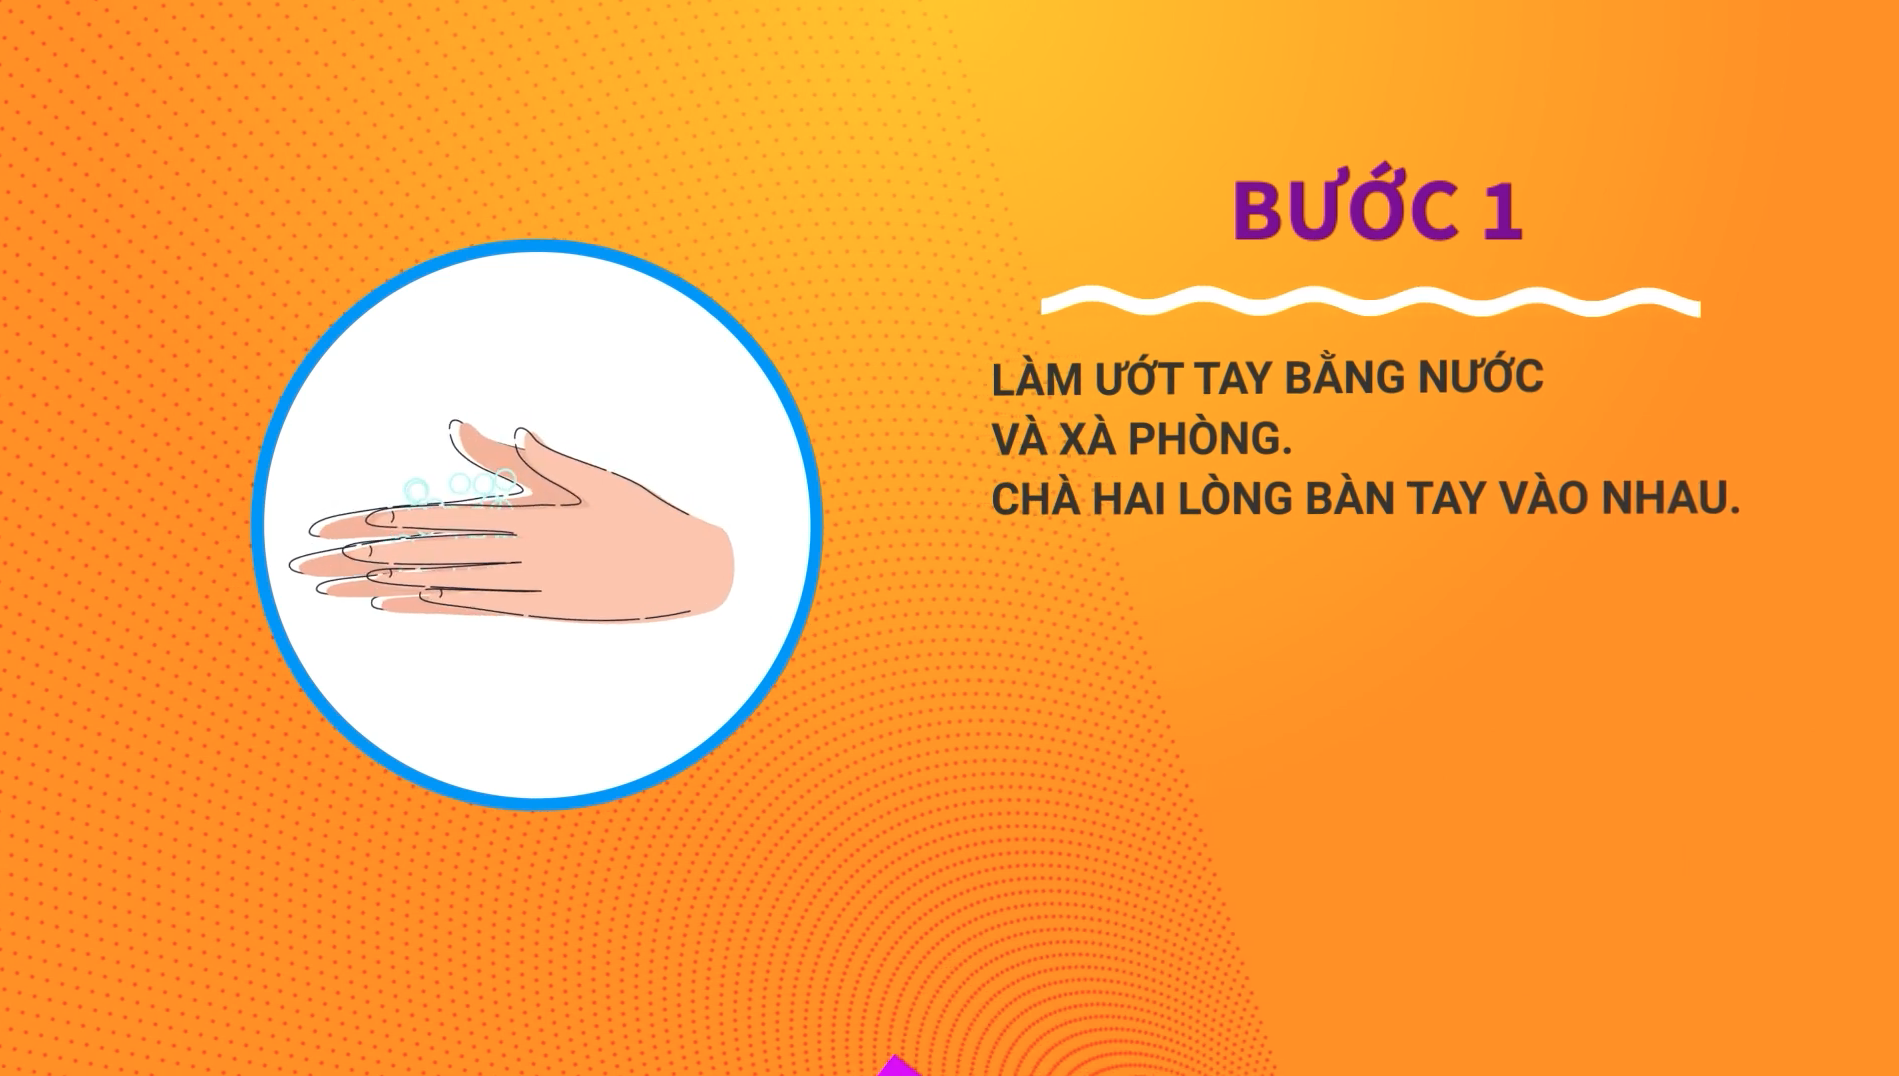 BƯỚC 1
LÀM ƯỚT TAY BẰNG NƯỚC
VÀ XÀ PHÒNG.
CHÀ HAI LÒNG BÀN TAY VÀO NHAU.